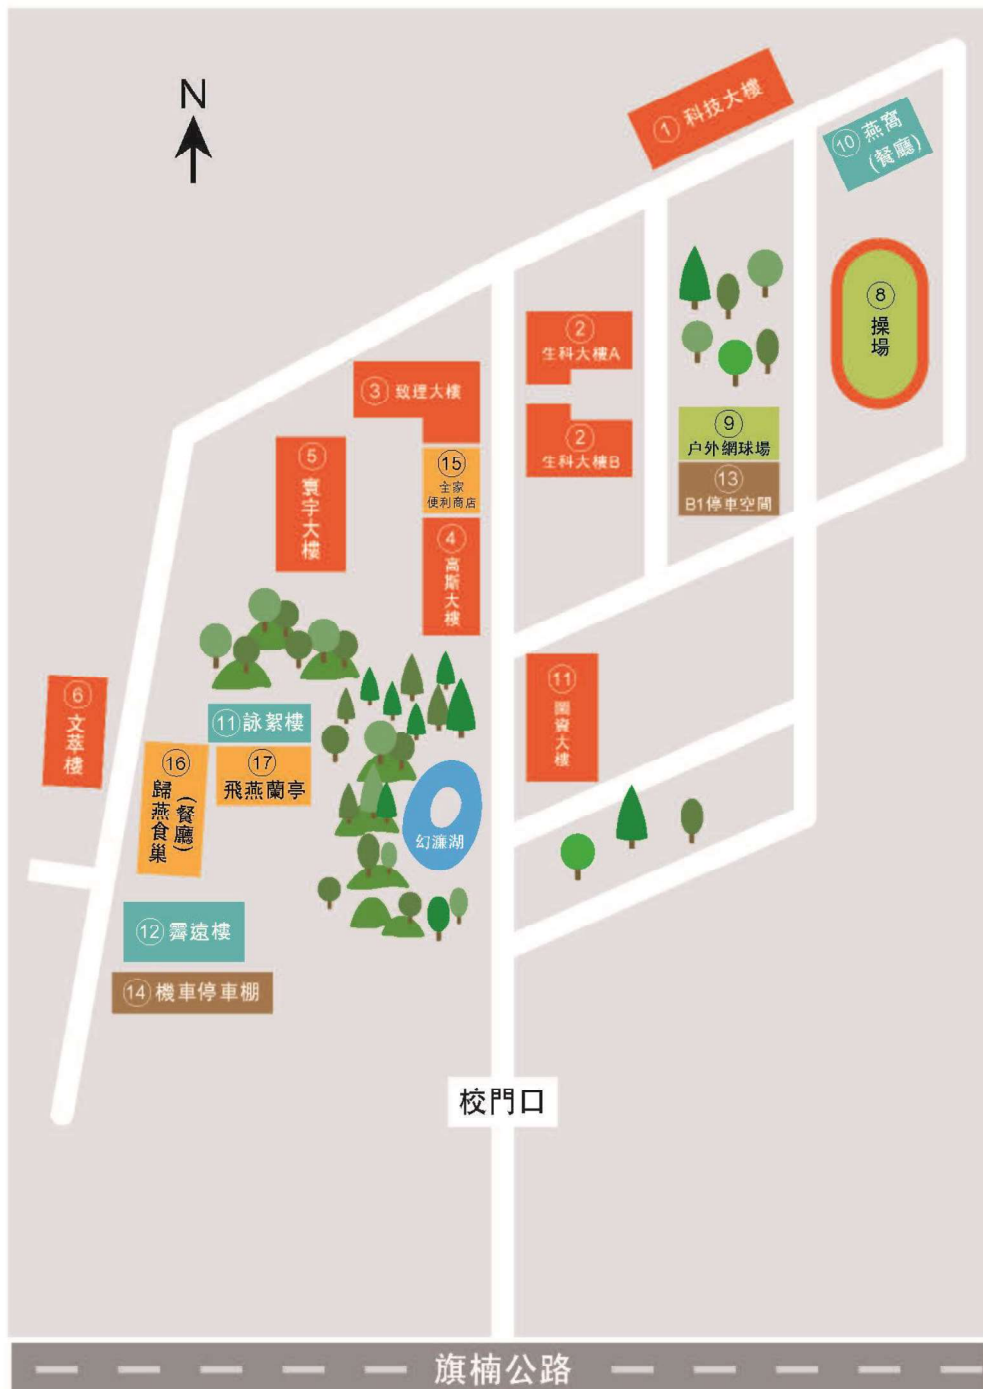 N
① 科技大樓
⑩ 燕窩
(餐廳)
⑧
操場
②
生科大樓A
③ 致理大樓
②
生科大樓B
⑨
户外網球場
⑬
B1停車空間
⑤
寰宇大樓
⑮
全家
便利商店
④
高斯大樓
⑪
圖資大樓
⑥
文萃樓
⑪ 詠絮樓
⑯
歸燕食巢
(餐廳)
⑰
飛燕蘭亭
幻濂湖
⑫ 霽遠樓
⑭ 機車停車棚
校門口
旗楠公路